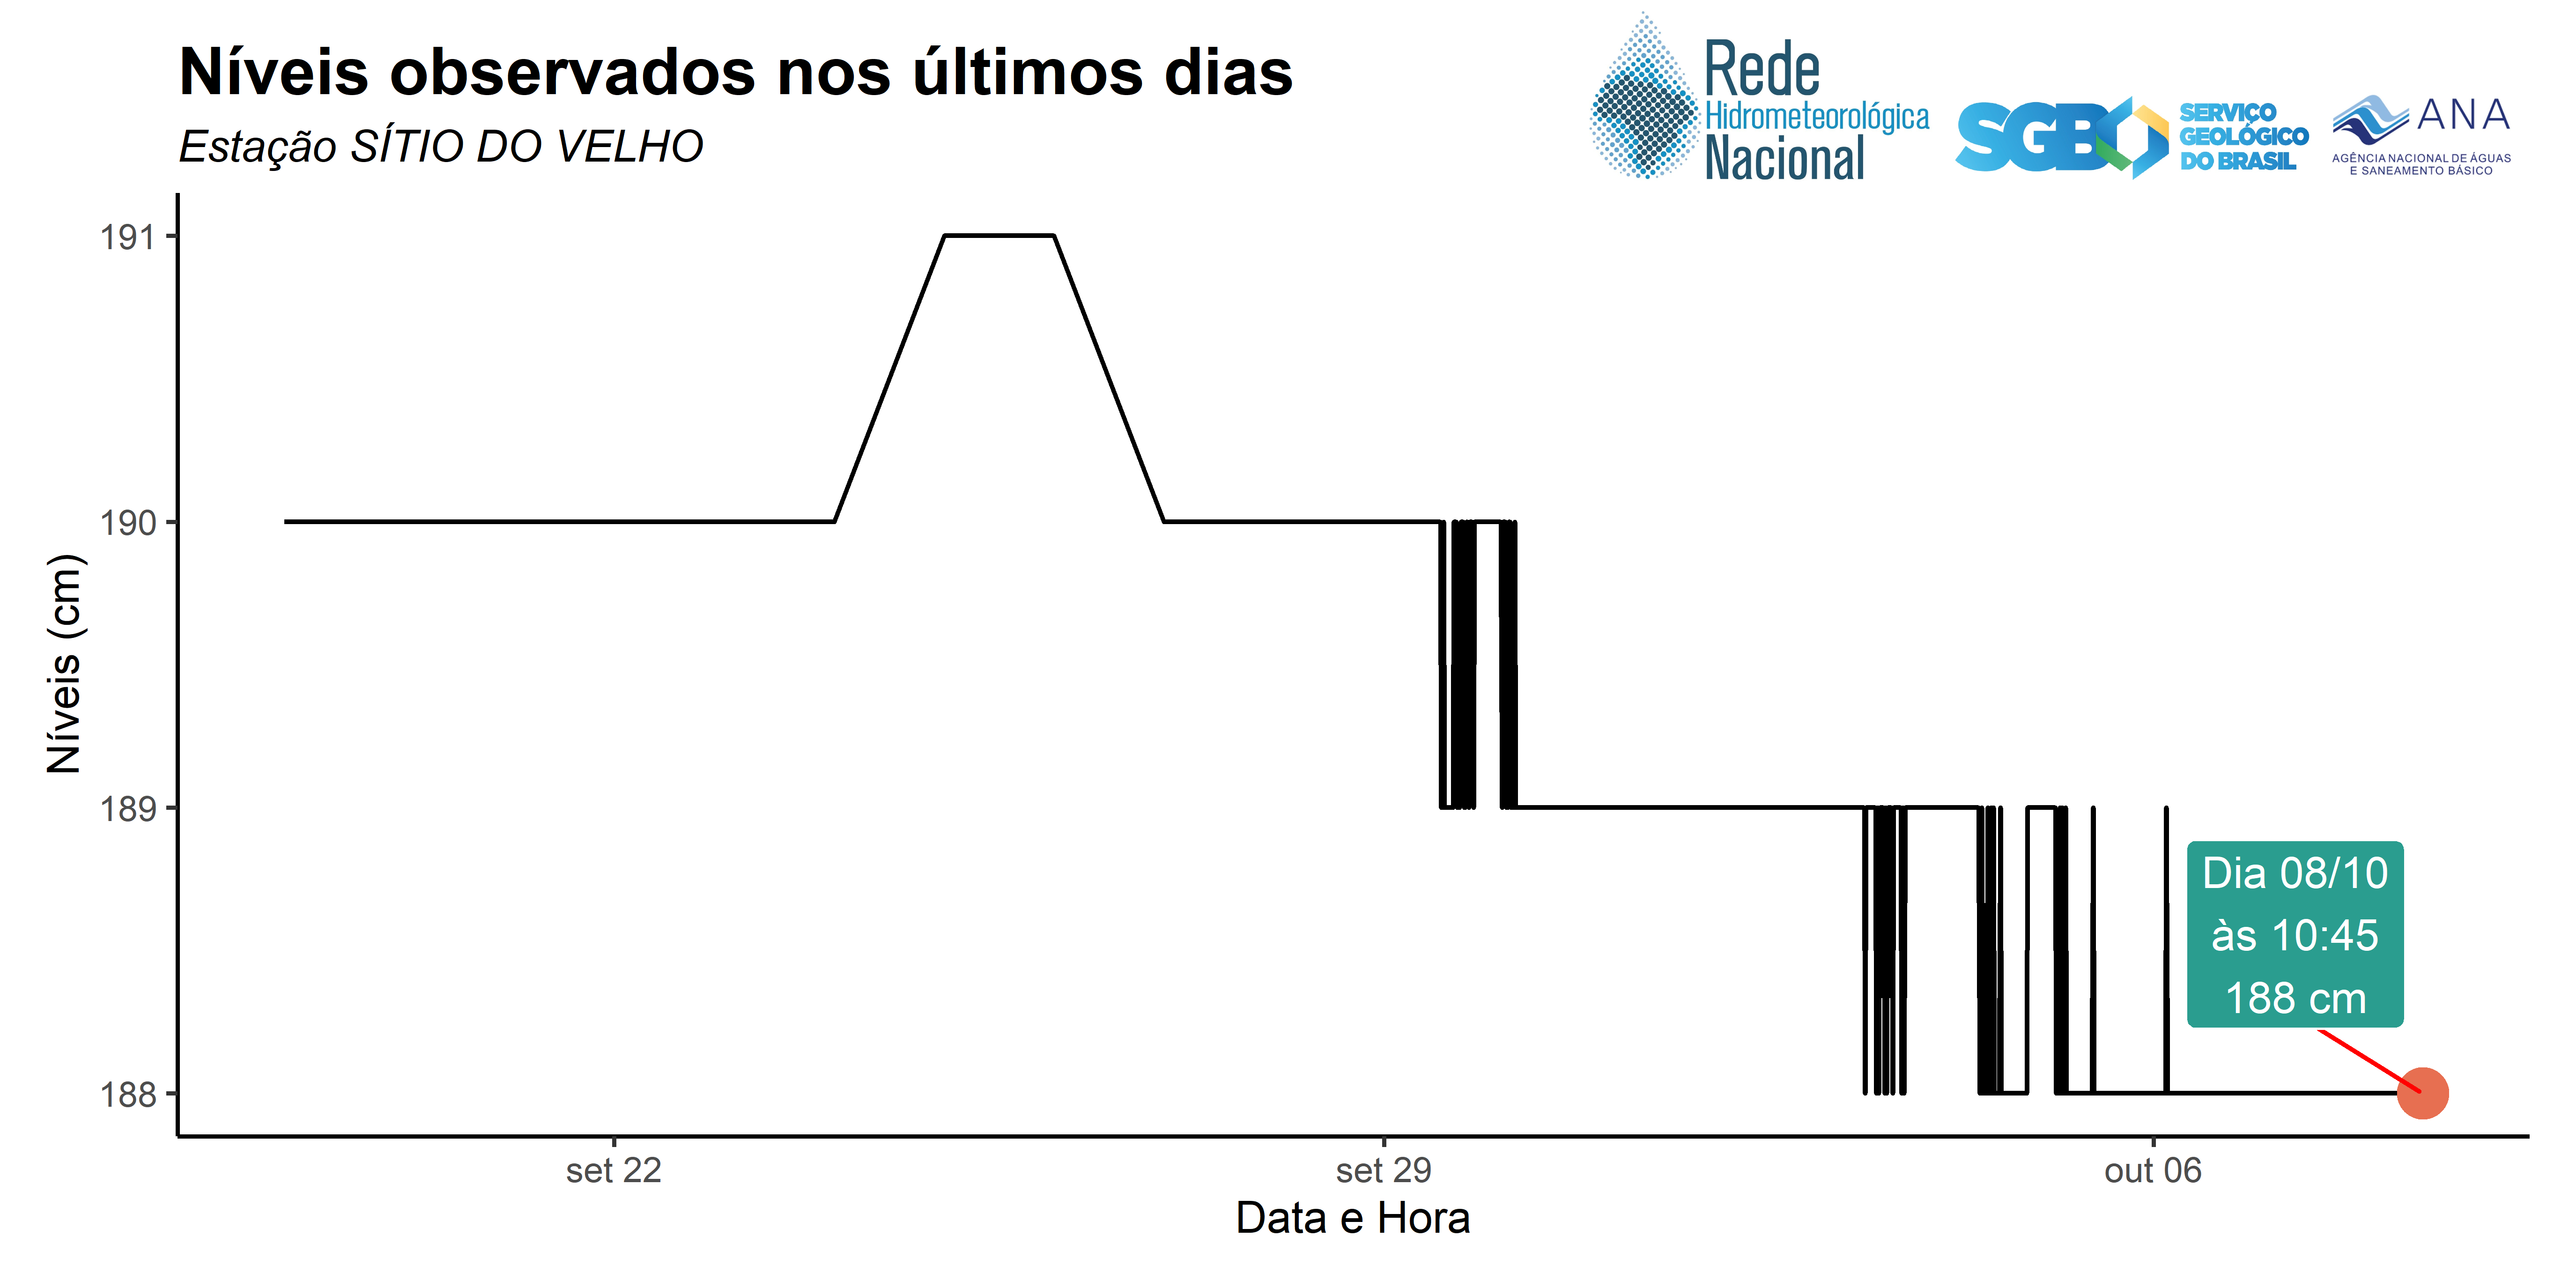 Níveis observados nos últimos dias
Estação SÍTIO DO VELHO
Rede
Hidrometeorológica
Nacional
SGB
SERVIÇO
GEOLÓGICO
DO BRASIL
ANA
AGÊNCIA NACIONAL DE ÁGUAS
E SANEAMENTO BÁSICO
Níveis (cm)
191
190
189
188
Dia 08/10
às 10:45
188 cm
set 22
set 29
out 06
Data e Hora